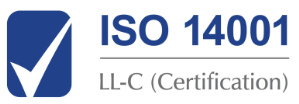 ISO 14001
LL-C (Certification)